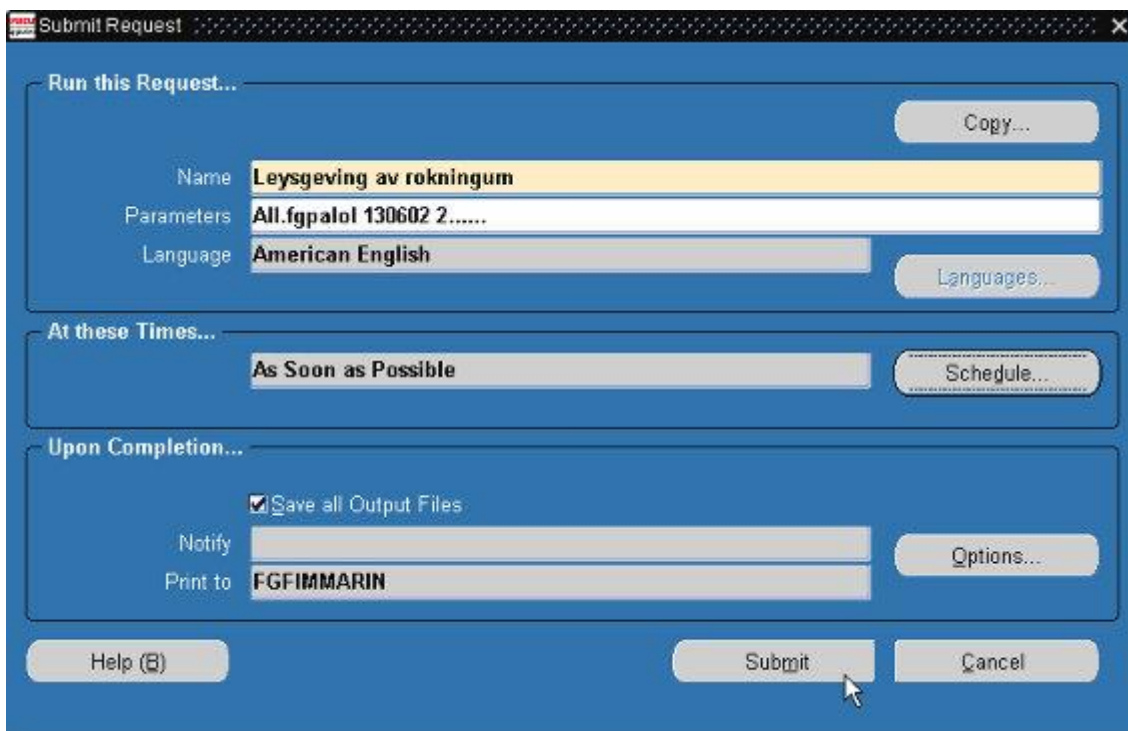 Submit Request
Run this Request...
Copy...
Name Leysgeving av rokningum
Parameters All.fgpalol 130602 2......
Language American English
Languages...
At these Times...
As Soon as Possible
Schedule...
Upon Completion...
Save all Output Files
Notify
Options...
Print to FGFIMMARIN
Help (B)
Submit
Cancel